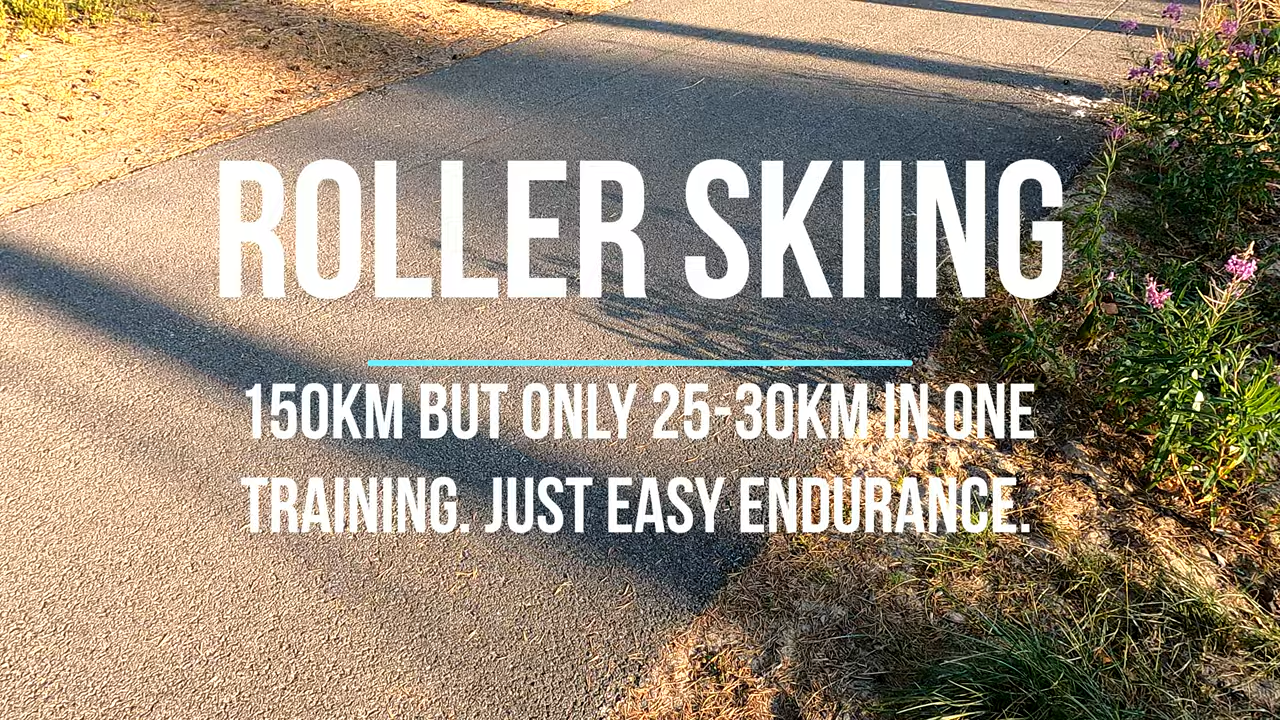 ROLLER SKIING
150KM BUT ONLY 25-30KM IN ONE
TRAINING. JUST EASY ENDURANCE.